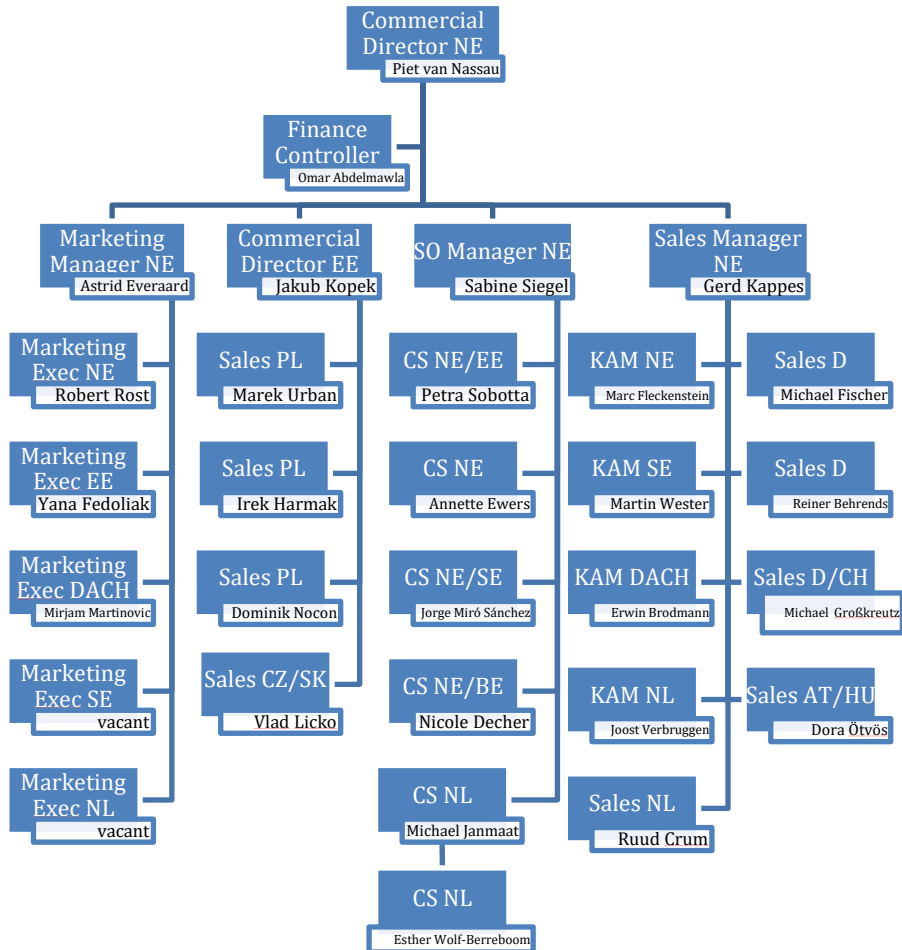 Commercial
Director NE
Piet van Nassau
Finance
Controller
Omar Abdelmawla
Marketing
Manager NE
Astrid Everaard
Commercial
Director EE
Jakub Kopek
SO Manager NE
Sabine Siegel
Sales Manager
NE
Gerd Kappes
Marketing
Exec NE
Robert Rost
Marketing
Exec EE
Yana Fedoliak
Marketing
Exec DACH
Mirjam Martinovic
Marketing
Exec SE
vacant
Marketing
Exec NL
vacant
Sales PL
Marek Urban
Sales PL
Irek Harmak
Sales PL
Dominik Nocon
Sales CZ/SK
Vlad Licko
CS NE/EE
Petra Sobotta
CS NE
Annette Ewers
CS NE/SE
Jorge Miró Sánchez
CS NE/BE
Nicole Decher
CS NL
Michael Janmaat
CS NL
Esther Wolf-Berreboom
KAM NE
Marc Fleckenstein
KAM SE
Martin Wester
KAM DACH
Erwin Brodmann
KAM NL
Joost Verbruggen
Sales NL
Ruud Crum
Sales D
Michael Fischer
Sales D
Reiner Behrends
Sales D/CH
Michael Großkreutz
Sales AT/HU
Dora Ötvös